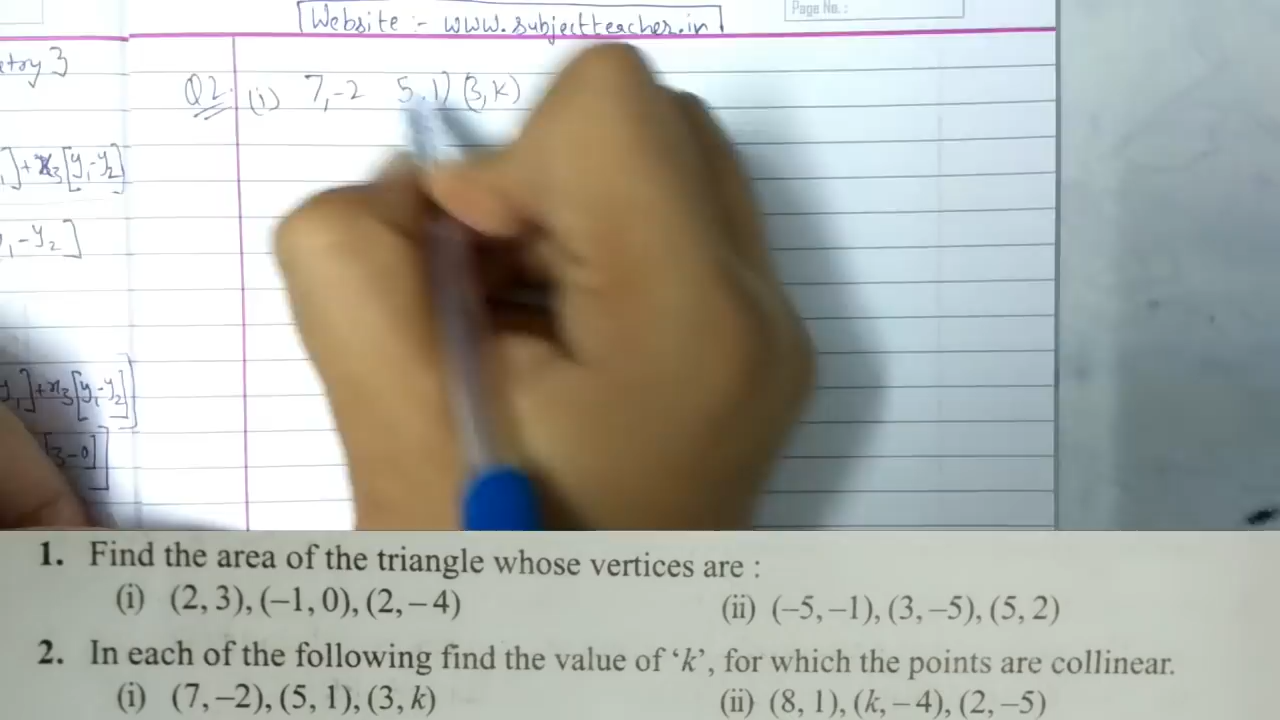 Website :- www.subjectteacher.in
Page No. :
etry 3
Q2. (i) 7,-2 5,1) (3,k)
]+x₃[y₁-y₂]
-y₂]
y₁]+x₃[y₁-y₂]
[3-0]]
1. Find the area of the triangle whose vertices are :
(i) (2, 3), (–1, 0), (2, – 4)
(ii) (–5, –1), (3, –5), (5, 2)
2. In each of the following find the value of ‘k’, for which the points are collinear.
(i) (7, –2), (5, 1), (3, k)
(ii) (8, 1), (k, – 4), (2, –5)